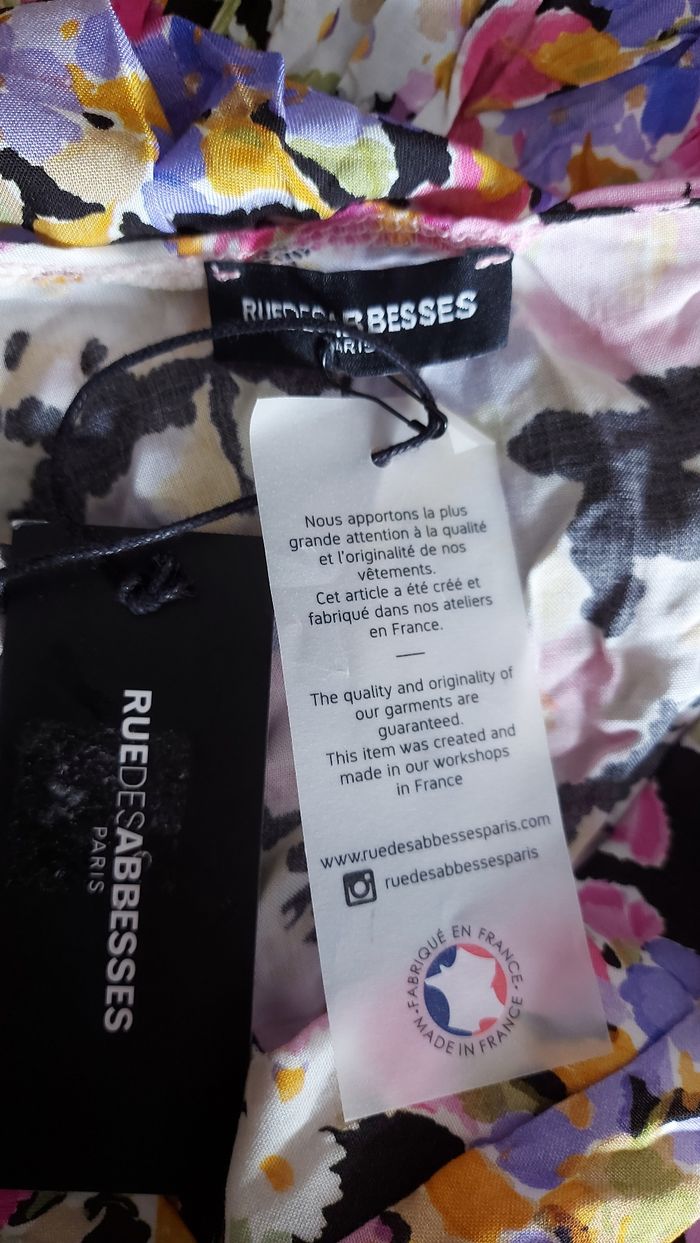 BESSES
Nous apportons la plus
grande attention à la qualité
et l'originalité de nos
vêtements.
Cet article a été créé et
fabriqué dans nos ateliers
en France.
The quality and originality of
our garments are
guaranteed.
This item was created and
made in our workshops
in France
www.ruedesabbessesparis.com
ruedesabbessesparis
FABRIQUÉ EN FRANCE
MADE IN FRANCE
RUEDESABBESSES
PARIS